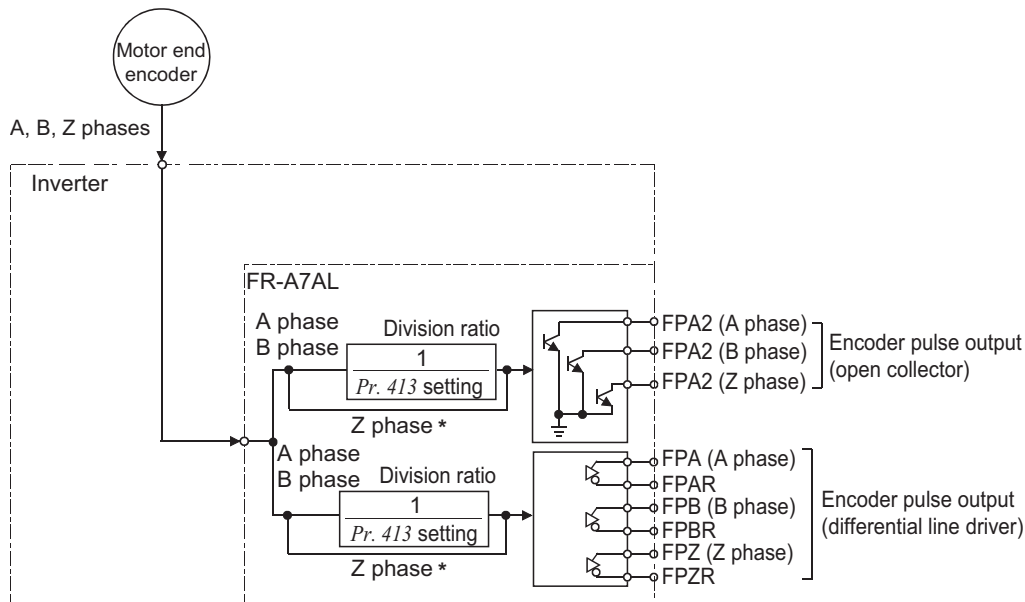 Motor end
encoder
A, B, Z phases
Inverter
FR-A7AL
A phase
B phase
Division ratio
1
Pr. 413 setting
Z phase *
FPA2 (A phase)
FPA2 (B phase)
FPA2 (Z phase)
Encoder pulse output
(open collector)
A phase
B phase
Division ratio
1
Pr. 413 setting
Z phase *
FPA (A phase)
FPAR
FPB (B phase)
FPBR
FPZ (Z phase)
FPZR
Encoder pulse output
(differential line driver)